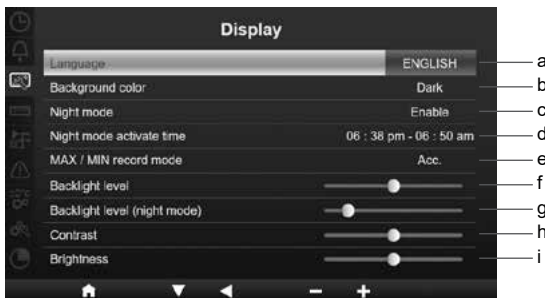 Display
Language ENGLISH a
Background color Dark b
Night mode Enable c
Night mode activate time 06 : 38 pm - 06 : 50 am d
MAX / MIN record mode Acc. e
Backlight level f
Backlight level (night mode) g
Contrast h
Brightness i